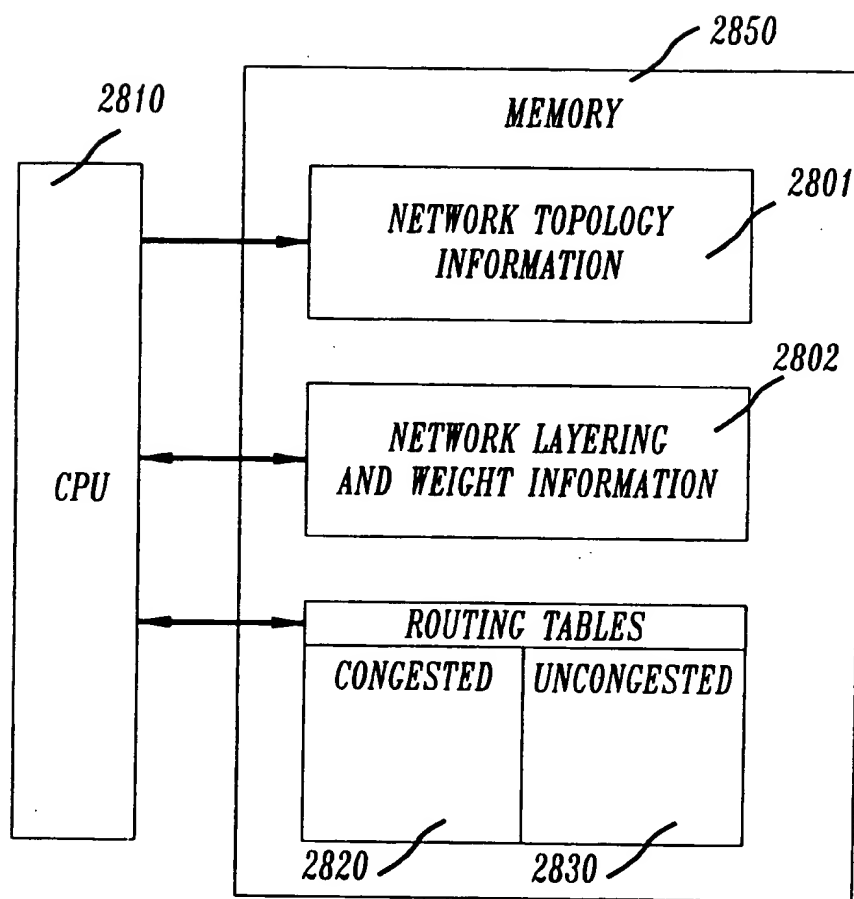 2850
2810
MEMORY
2801
NETWORK TOPOLOGY
INFORMATION
2802
NETWORK LAYERING
AND WEIGHT INFORMATION
CPU
ROUTING TABLES
CONGESTED
UNCONGESTED
2820
2830